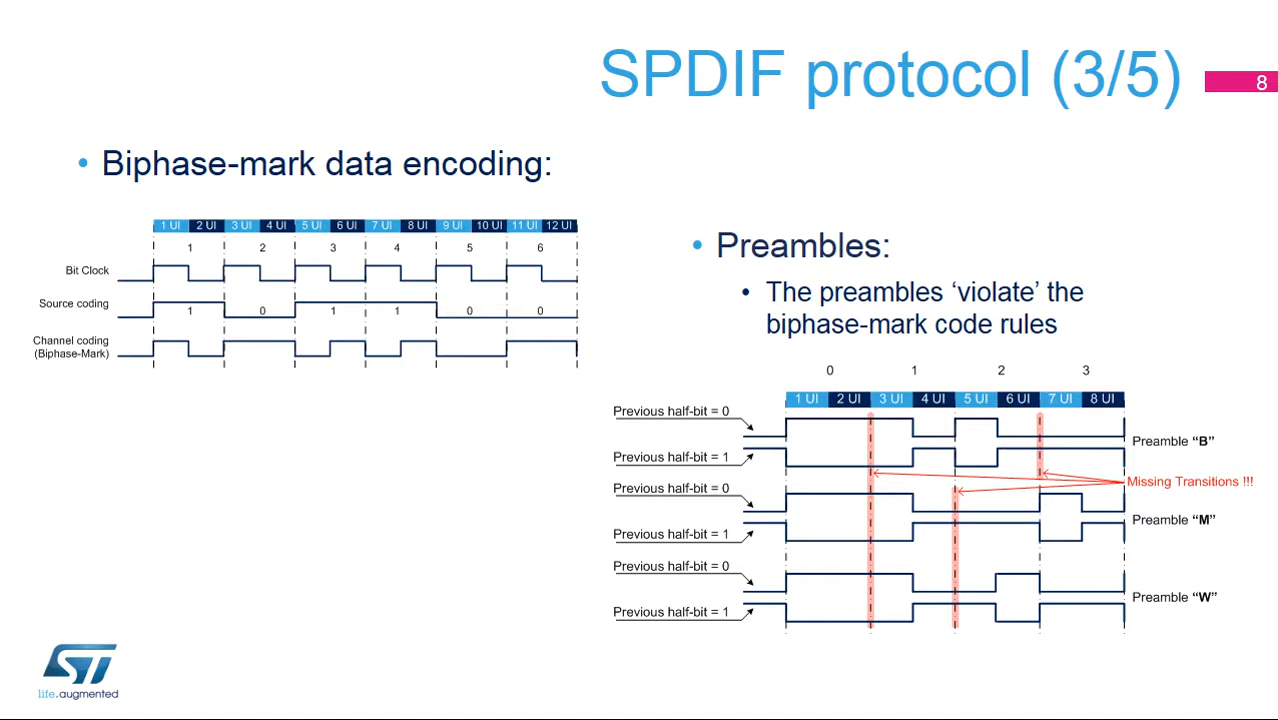 SPDIF protocol (3/5)
8
• Biphase-mark data encoding:
1 UI 2 UI 3 UI 4 UI 5 UI 6 UI 7 UI 8 UI 9 UI 10 UI 11 UI 12 UI
1 2 3 4 5 6
Bit Clock
Source coding
1 0 1 1 0 0
Channel coding
(Biphase-Mark)
• Preambles:
• The preambles ‘violate’ the
biphase-mark code rules
0 1 2 3
1 UI 2 UI 3 UI 4 UI 5 UI 6 UI 7 UI 8 UI
Previous half-bit = 0
Preamble “B”
Previous half-bit = 1
Missing Transitions !!!
Previous half-bit = 0
Preamble “M”
Previous half-bit = 1
Previous half-bit = 0
Preamble “W”
Previous half-bit = 1
ST
life.augmented